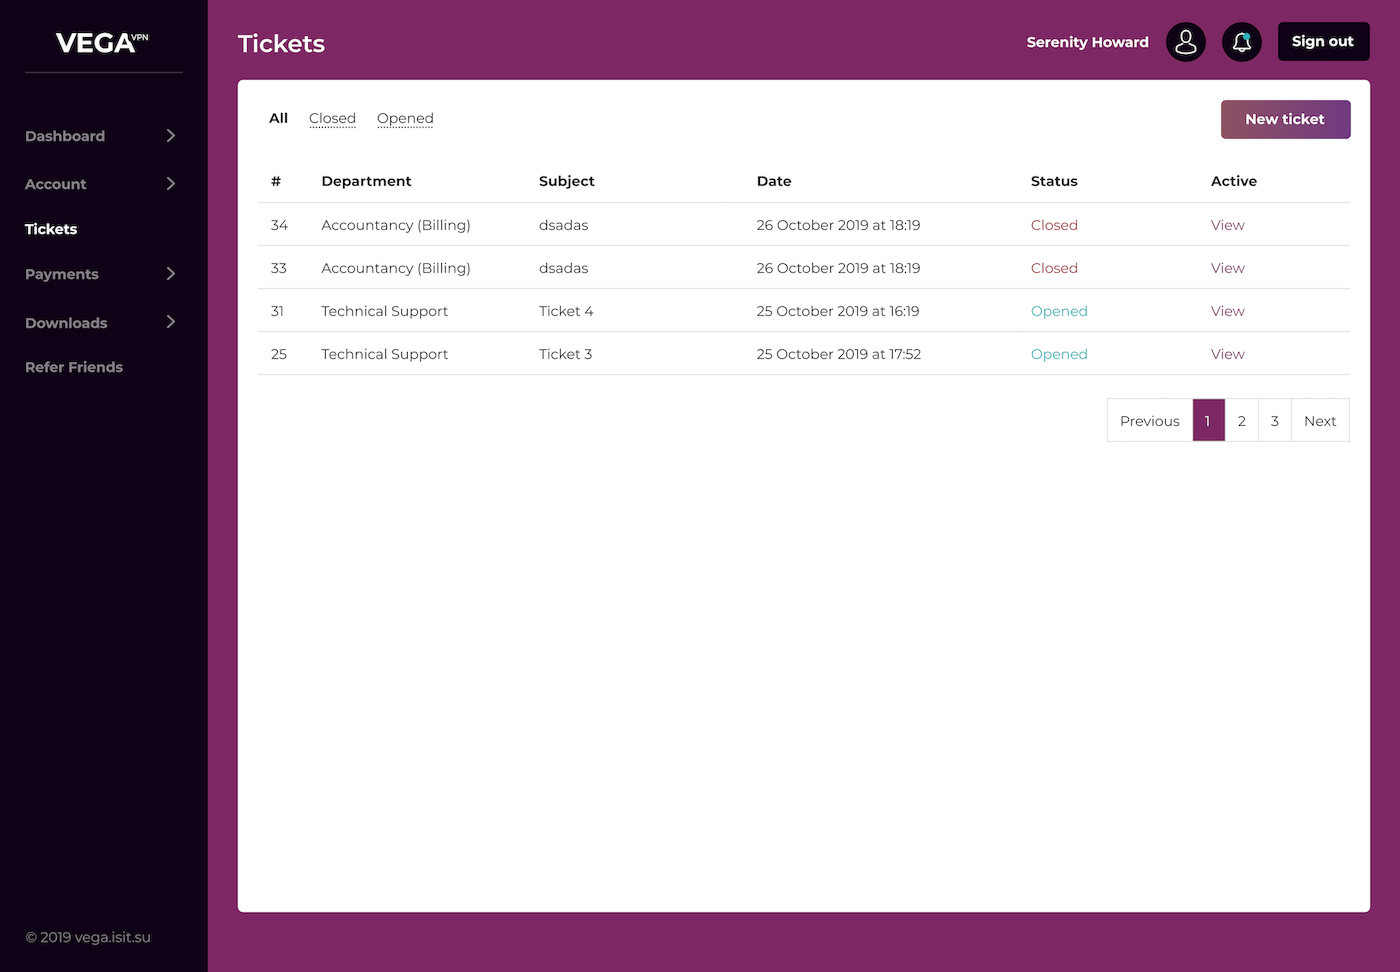 VEGA VPN
Dashboard
Account
Tickets
Payments
Downloads
Refer Friends
© 2019 vega.isit.su
Tickets
Serenity Howard
Sign out
All Closed Opened
New ticket
# Department Subject Date Status Active
34 Accountancy (Billing) dsadas 26 October 2019 at 18:19 Closed View
33 Accountancy (Billing) dsadas 26 October 2019 at 18:19 Closed View
31 Technical Support Ticket 4 25 October 2019 at 16:19 Opened View
25 Technical Support Ticket 3 25 October 2019 at 17:52 Opened View
Previous 1 2 3 Next